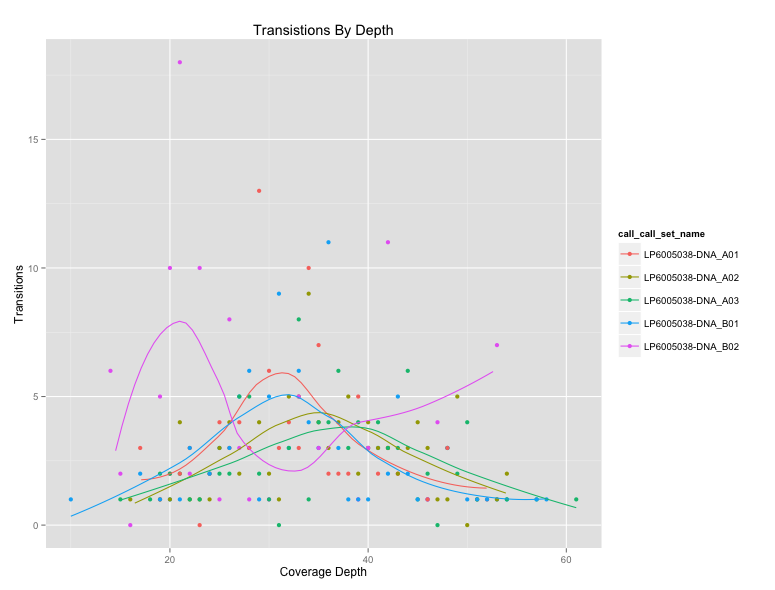 Transistions By Depth
Transitions
15
10
5
0
20
40
60
Coverage Depth
call_call_set_name
LP6005038-DNA_A01
LP6005038-DNA_A02
LP6005038-DNA_A03
LP6005038-DNA_B01
LP6005038-DNA_B02